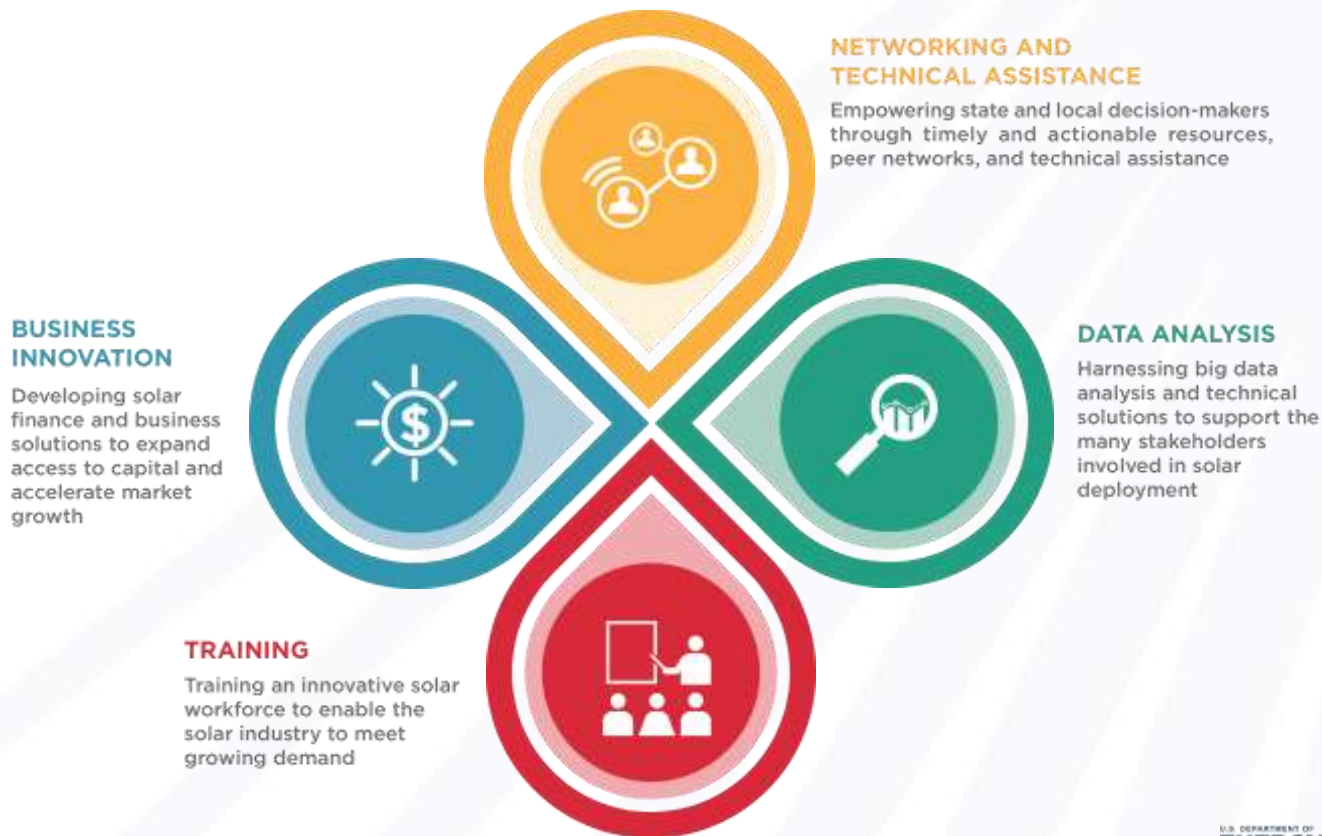 NETWORKING AND
TECHNICAL ASSISTANCE
Empowering state and local decision-makers
through timely and actionable resources,
peer networks, and technical assistance
BUSINESS
INNOVATION
Developing solar
finance and business
solutions to expand
access to capital and
accelerate market
growth
$
DATA ANALYSIS
Harnessing big data
analysis and technical
solutions to support the
many stakeholders
involved in solar
deployment
TRAINING
Training an innovative solar
workforce to enable the
solar industry to meet
growing demand
U.S. DEPARTMENT OF